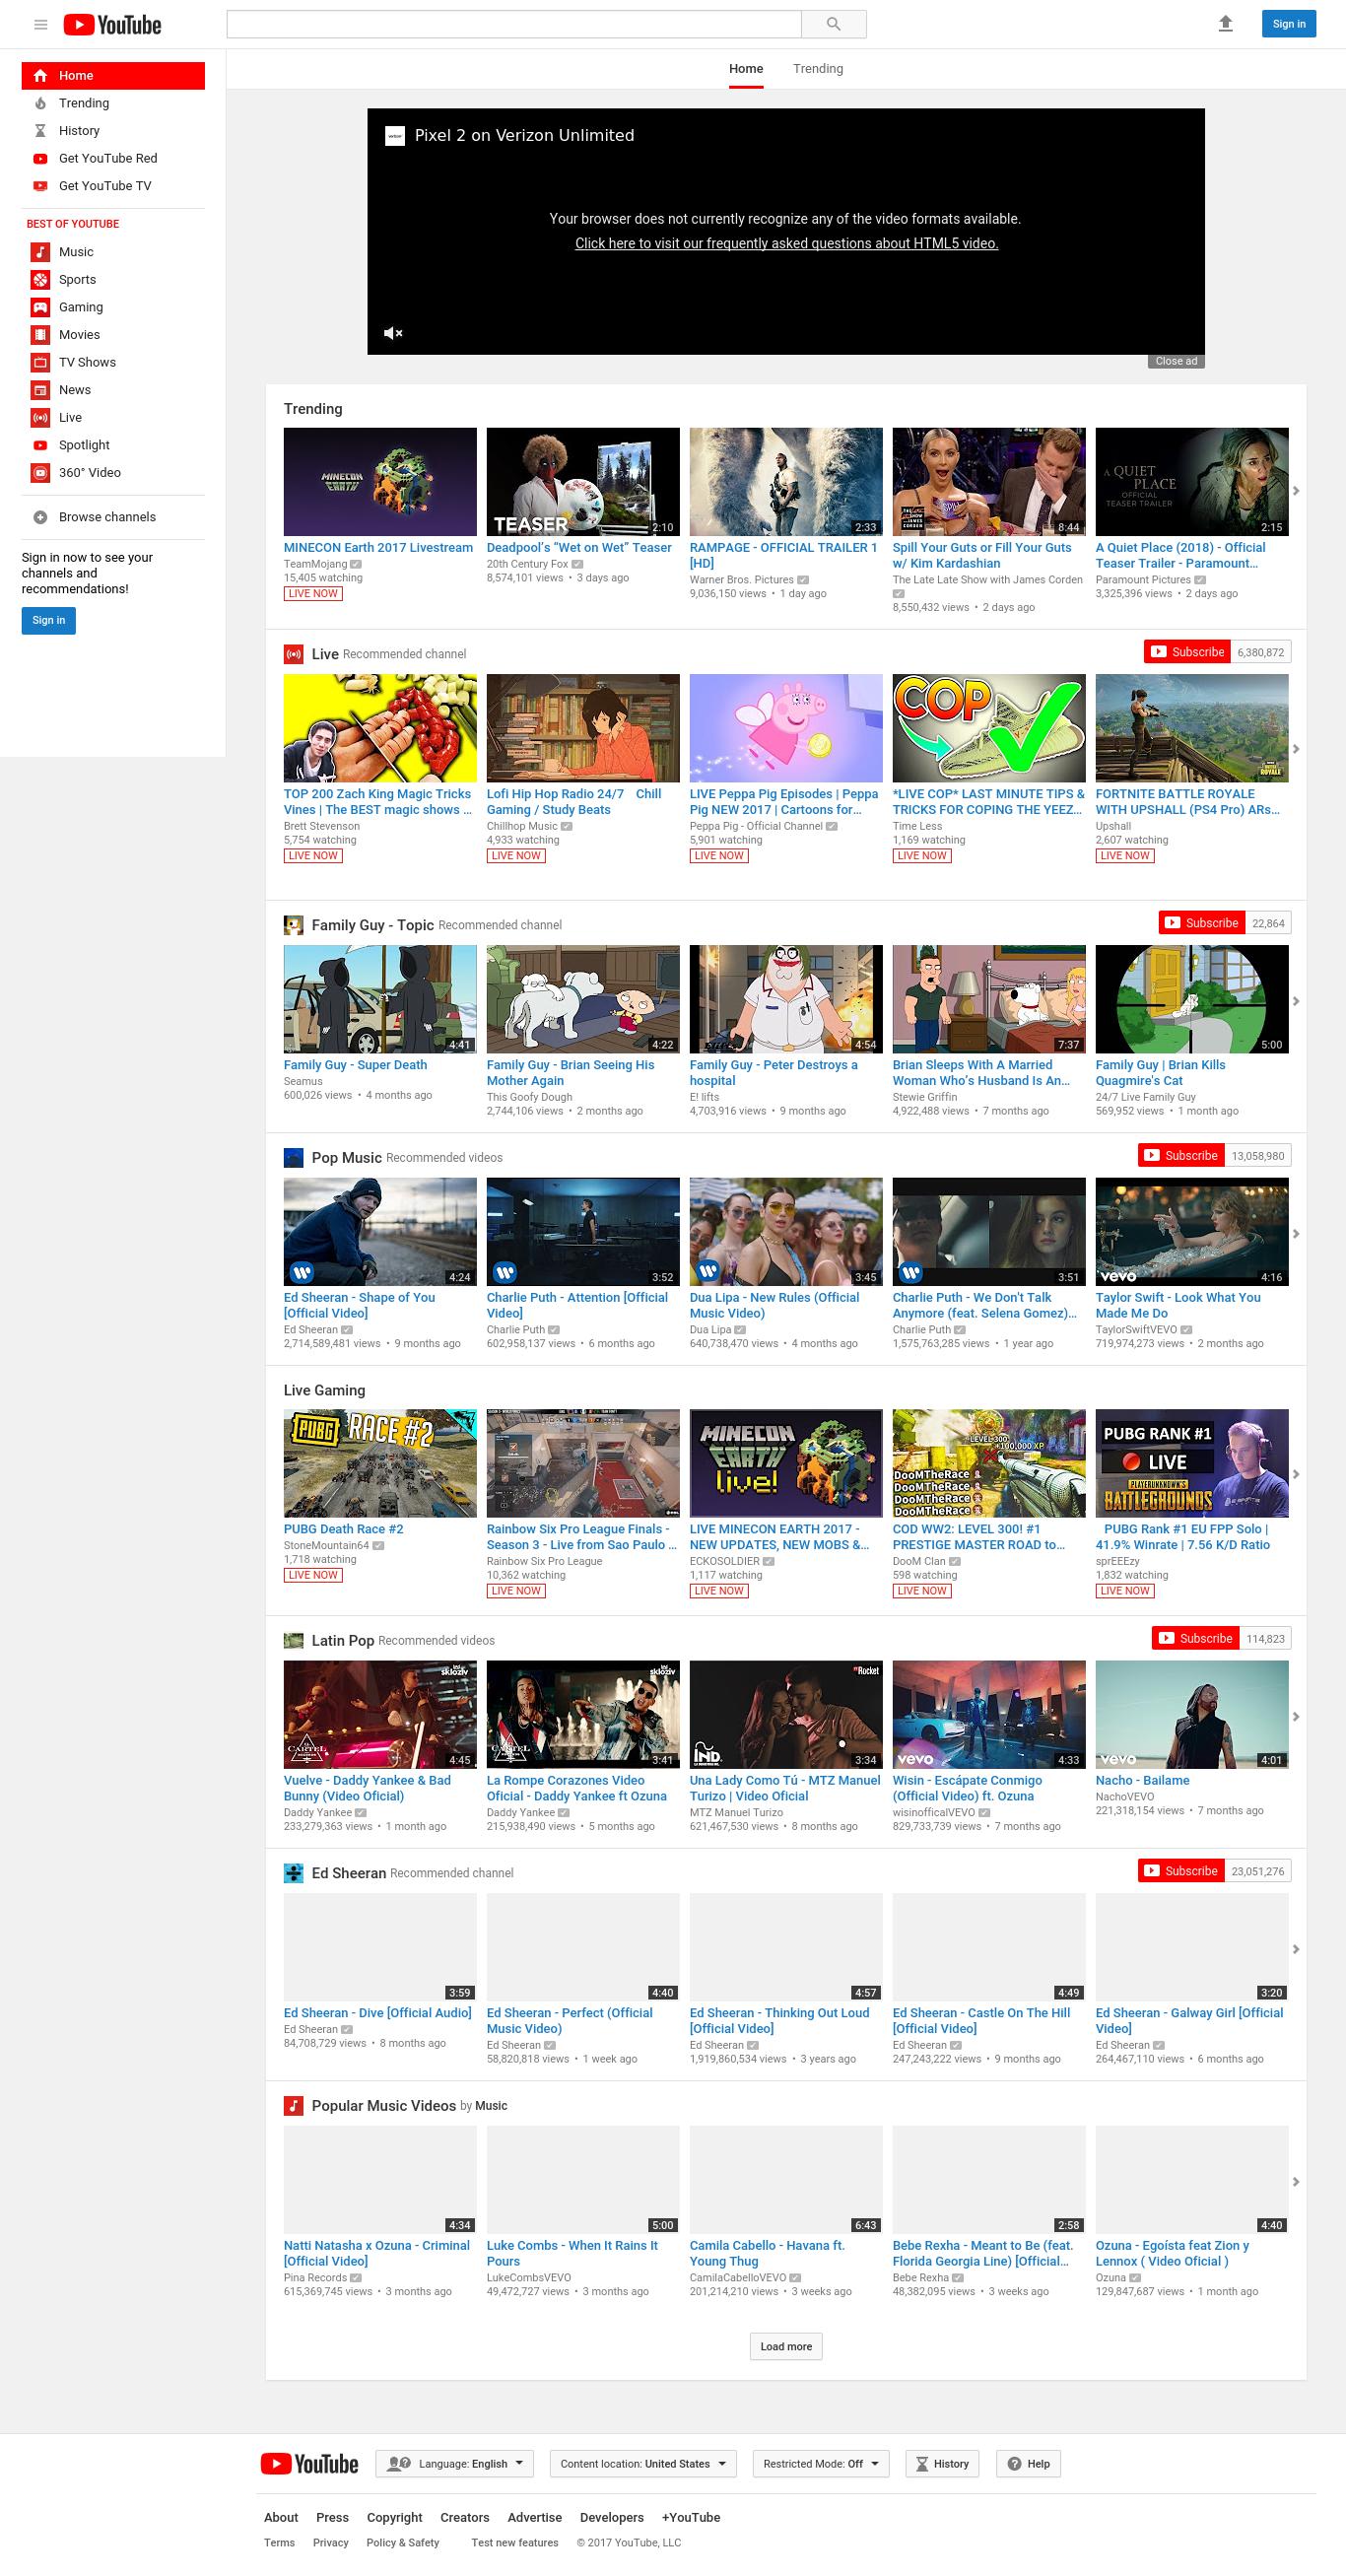 YouTube
Sign in
Home
Trending
History
Get YouTube Red
Get YouTube TV
BEST OF YOUTUBE
Music
Sports
Gaming
Movies
TV Shows
News
Live
Spotlight
360° Video
Browse channels
Sign in now to see your
channels and
recommendations!
Sign in
Home Trending
Pixel 2 on Verizon Unlimited
Your browser does not currently recognize any of the video formats available.
Click here to visit our frequently asked questions about HTML5 video.
Close ad
Trending
MINECON
EARTH
TEASER
2:10
2:33
8:44
A QUIET
PLACE
OFFICIAL
TEASER TRAILER
2:15
MINECON Earth 2017 Livestream
TeamMojang
15,405 watching
LIVE NOW
Deadpool's “Wet on Wet” Teaser
20th Century Fox
8,574,101 views • 3 days ago
RAMPAGE - OFFICIAL TRAILER 1
[HD]
Warner Bros. Pictures
9,036,150 views • 1 day ago
Spill Your Guts or Fill Your Guts
w/ Kim Kardashian
The Late Late Show with James Corden
8,550,432 views • 2 days ago
A Quiet Place (2018) - Official
Teaser Trailer - Paramount...
Paramount Pictures
3,325,396 views • 2 days ago
Live Recommended channel
Subscribe 6,380,872
COP
TOP 200 Zach King Magic Tricks
Vines | The BEST magic shows ...
Brett Stevenson
5,754 watching
LIVE NOW
Lofi Hip Hop Radio 24/7 Chill
Gaming / Study Beats
Chillhop Music
4,933 watching
LIVE NOW
LIVE Peppa Pig Episodes | Peppa
Pig NEW 2017 | Cartoons for...
Peppa Pig - Official Channel
5,901 watching
LIVE NOW
*LIVE COP* LAST MINUTE TIPS &
TRICKS FOR COPING THE YEEZ...
Time Less
1,169 watching
LIVE NOW
FORTNITE BATTLE ROYALE
WITH UPSHALL (PS4 Pro) ARs...
Upshall
2,607 watching
LIVE NOW
Family Guy - Topic Recommended channel
Subscribe 22,864
4:41
4:22
4:54
7:37
5:00
Family Guy - Super Death
Seamus
600,026 views • 4 months ago
Family Guy - Brian Seeing His
Mother Again
This Goofy Dough
2,744,106 views • 2 months ago
Family Guy - Peter Destroys a
hospital
E! lifts
4,703,916 views • 9 months ago
Brian Sleeps With A Married
Woman Who's Husband Is An...
Stewie Griffin
4,922,488 views • 7 months ago
Family Guy | Brian Kills
Quagmire's Cat
24/7 Live Family Guy
569,952 views • 1 month ago
Pop Music Recommended videos
Subscribe 13,058,980
4:24
3:52
3:45
3:51
vevo
4:16
Ed Sheeran - Shape of You
[Official Video]
Ed Sheeran
2,714,589,481 views • 9 months ago
Charlie Puth - Attention [Official
Video]
Charlie Puth
602,958,137 views • 6 months ago
Dua Lipa - New Rules (Official
Music Video)
Dua Lipa
640,738,470 views • 4 months ago
Charlie Puth - We Don't Talk
Anymore (feat. Selena Gomez)...
Charlie Puth
1,575,763,285 views • 1 year ago
Taylor Swift - Look What You
Made Me Do
TaylorSwiftVEVO
719,974,273 views • 2 months ago
Live Gaming
PUBG RACE #2
MINECON
EARTH
live!
LEVEL 300
+100,000 XP
DooMTheRace
DooMTheRace
DooMTheRace
DooMTheRace
PUBG RANK #1
LIVE
PLAYERUNKNOWN'S
BATTLEGROUNDS
PUBG Death Race #2
StoneMountain64
1,718 watching
LIVE NOW
Rainbow Six Pro League Finals -
Season 3 - Live from Sao Paulo ...
Rainbow Six Pro League
10,362 watching
LIVE NOW
LIVE MINECON EARTH 2017 -
NEW UPDATES, NEW MOBS &...
ECKOSOLDIER
1,117 watching
LIVE NOW
COD WW2: LEVEL 300! #1
PRESTIGE MASTER ROAD to...
DooM Clan
598 watching
LIVE NOW
PUBG Rank #1 EU FPP Solo |
41.9% Winrate | 7.56 K/D Ratio
sprEEEzy
1,832 watching
LIVE NOW
Latin Pop Recommended videos
Subscribe 114,823
skloziv
CARTEL
4:45
skloziv
CARTEL
3:41
Rocket
IND.
3:34
vevo
4:33
vevo
4:01
Vuelve - Daddy Yankee & Bad
Bunny (Video Oficial)
Daddy Yankee
233,279,363 views • 1 month ago
La Rompe Corazones Video
Oficial - Daddy Yankee ft Ozuna
Daddy Yankee
215,938,490 views • 5 months ago
Una Lady Como Tú - MTZ Manuel
Turizo | Video Oficial
MTZ Manuel Turizo
621,467,530 views • 8 months ago
Wisin - Escápate Conmigo
(Official Video) ft. Ozuna
wisinofficalVEVO
829,733,739 views • 7 months ago
Nacho - Bailame
NachoVEVO
221,318,154 views • 7 months ago
Ed Sheeran Recommended channel
Subscribe 23,051,276
3:59
4:40
4:57
4:49
3:20
Ed Sheeran - Dive [Official Audio]
Ed Sheeran
84,708,729 views • 8 months ago
Ed Sheeran - Perfect (Official
Music Video)
Ed Sheeran
58,820,818 views • 1 week ago
Ed Sheeran - Thinking Out Loud
[Official Video]
Ed Sheeran
1,919,860,534 views • 3 years ago
Ed Sheeran - Castle On The Hill
[Official Video]
Ed Sheeran
247,243,222 views • 9 months ago
Ed Sheeran - Galway Girl [Official
Video]
Ed Sheeran
264,467,110 views • 6 months ago
Popular Music Videos by Music
4:34
5:00
6:43
2:58
4:40
Natti Natasha x Ozuna - Criminal
[Official Video]
Pina Records
615,369,745 views • 3 months ago
Luke Combs - When It Rains It
Pours
LukeCombsVEVO
49,472,727 views • 3 months ago
Camila Cabello - Havana ft.
Young Thug
CamilaCabelloVEVO
201,214,210 views • 3 weeks ago
Bebe Rexha - Meant to Be (feat.
Florida Georgia Line) [Official...
Bebe Rexha
48,382,095 views • 3 weeks ago
Ozuna - Egoísta feat Zion y
Lennox ( Video Oficial )
Ozuna
129,847,687 views • 1 month ago
Load more
YouTube Language: English Content location: United States Restricted Mode: Off History Help
About Press Copyright Creators Advertise Developers +YouTube
Terms Privacy Policy & Safety Test new features © 2017 YouTube, LLC